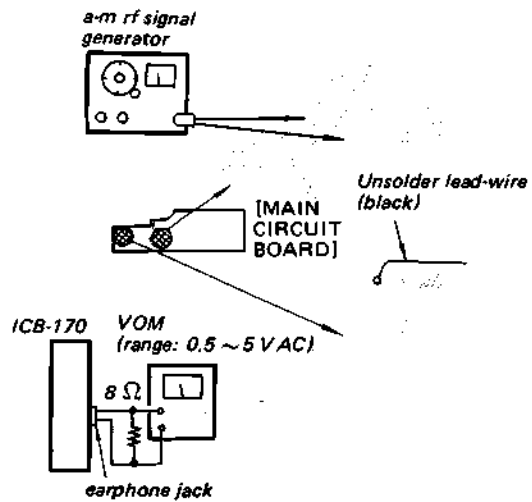 a-m rf signal
generator
Unsolder lead-wire
(black)
[MAIN
CIRCUIT
BOARD]
ICB-170
VOM
(range: 0.5 ~ 5 V AC)
8 Ω
earphone jack